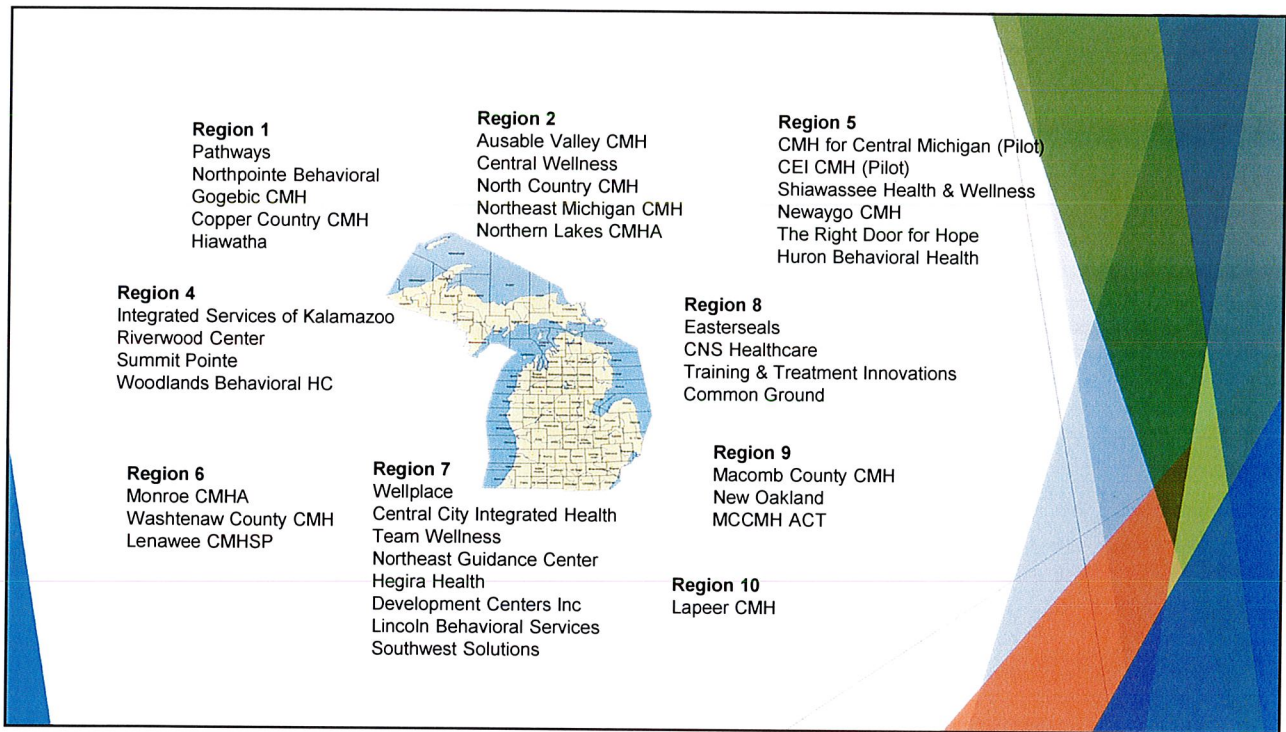 Region 1
Pathways
Northpointe Behavioral
Gogebic CMH
Copper Country CMH
Hiawatha
Region 2
Ausable Valley CMH
Central Wellness
North Country CMH
Northeast Michigan CMH
Northern Lakes CMHA
Region 5
CMH for Central Michigan (Pilot)
CEI CMH (Pilot)
Shiawassee Health & Wellness
Newaygo CMH
The Right Door for Hope
Huron Behavioral Health
Region 4
Integrated Services of Kalamazoo
Riverwood Center
Summit Pointe
Woodlands Behavioral HC
Region 8
Easterseals
CNS Healthcare
Training & Treatment Innovations
Common Ground
Region 6
Monroe CMHA
Washtenaw County CMH
Lenawee CMHSP
Region 7
Wellplace
Central City Integrated Health
Team Wellness
Northeast Guidance Center
Hegira Health
Development Centers Inc
Lincoln Behavioral Services
Southwest Solutions
Region 9
Macomb County CMH
New Oakland
MCCMH ACT
Region 10
Lapeer CMH